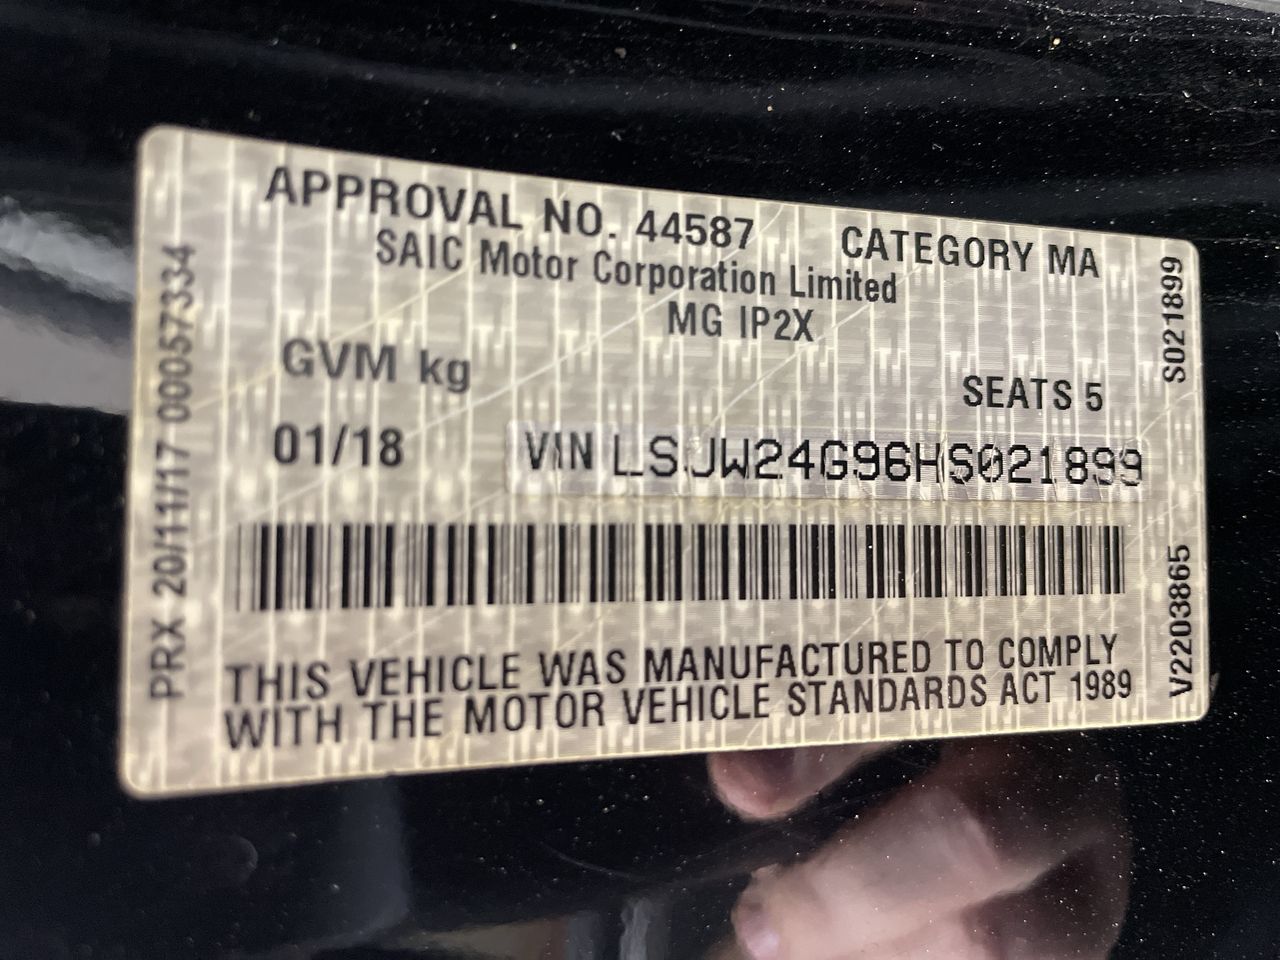 APPROVAL NO. 44587 CATEGORY MA
SAIC Motor Corporation Limited
MG IP2X
GVM kg
SEATS 5
01/18 VIN LSJW24G96HS021899
THIS VEHICLE WAS MANUFACTURED TO COMPLY
WITH THE MOTOR VEHICLE STANDARDS ACT 1989
PRX 20/11/17 00057334
S021899
V2203865